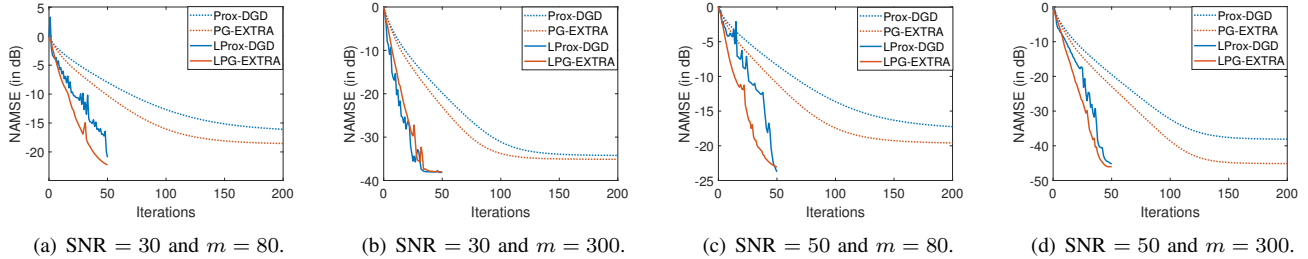 5
0
-5
-10
-15
-20
NAMSE (in dB)
0 50 100 150 200
Iterations
Prox-DGD
PG-EXTRA
LProx-DGD
LPG-EXTRA
(a) SNR = 30 and m = 80.
0
-10
-20
-30
-40
NAMSE (in dB)
0 50 100 150 200
Iterations
Prox-DGD
PG-EXTRA
LProx-DGD
LPG-EXTRA
(b) SNR = 30 and m = 300.
0
-5
-10
-15
-20
-25
NAMSE (in dB)
0 50 100 150 200
Iterations
Prox-DGD
PG-EXTRA
LProx-DGD
LPG-EXTRA
(c) SNR = 50 and m = 80.
0
-10
-20
-30
-40
-50
NAMSE (in dB)
0 50 100 150 200
Iterations
Prox-DGD
PG-EXTRA
LProx-DGD
LPG-EXTRA
(d) SNR = 50 and m = 300.